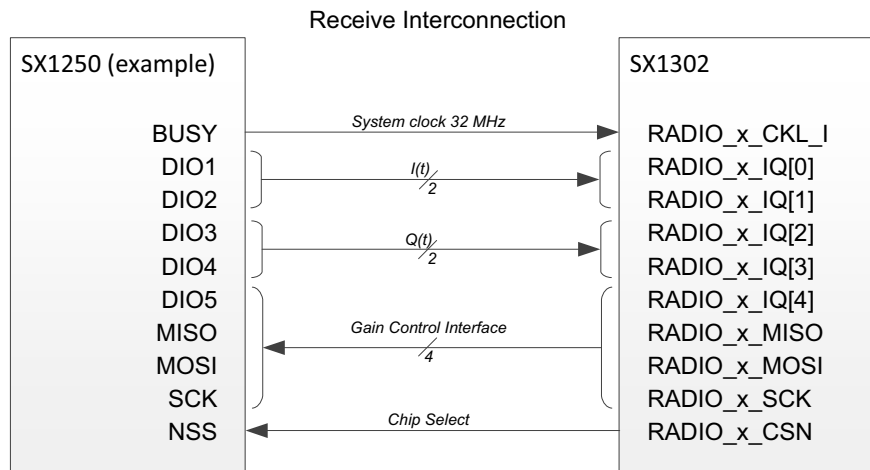 Receive Interconnection
SX1250 (example)
SX1302
BUSY
System clock 32 MHz
RADIO_x_CKL_I
DIO1
I(t)
2
RADIO_x_IQ[0]
DIO2
RADIO_x_IQ[1]
DIO3
Q(t)
2
RADIO_x_IQ[2]
DIO4
RADIO_x_IQ[3]
DIO5
RADIO_x_IQ[4]
MISO
Gain Control Interface
4
RADIO_x_MISO
MOSI
RADIO_x_MOSI
SCK
RADIO_x_SCK
NSS
Chip Select
RADIO_x_CSN